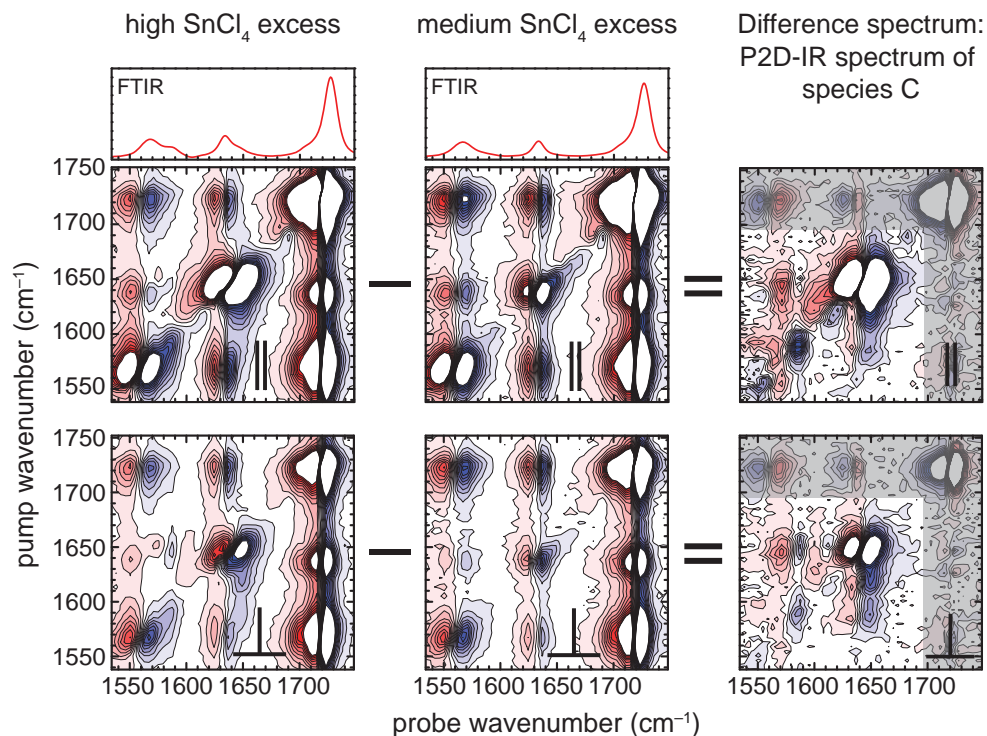 high SnCl₄ excess
medium SnCl₄ excess
Difference spectrum:
P2D-IR spectrum of
species C
FTIR
FTIR
pump wavenumber (cm⁻¹)
1750
1700
1650
1600
1550
||
||
||
−
=
1750
1700
1650
1600
1550
⊥
⊥
⊥
−
=
1550 1600 1650 1700
1550 1600 1650 1700
1550 1600 1650 1700
probe wavenumber (cm⁻¹)